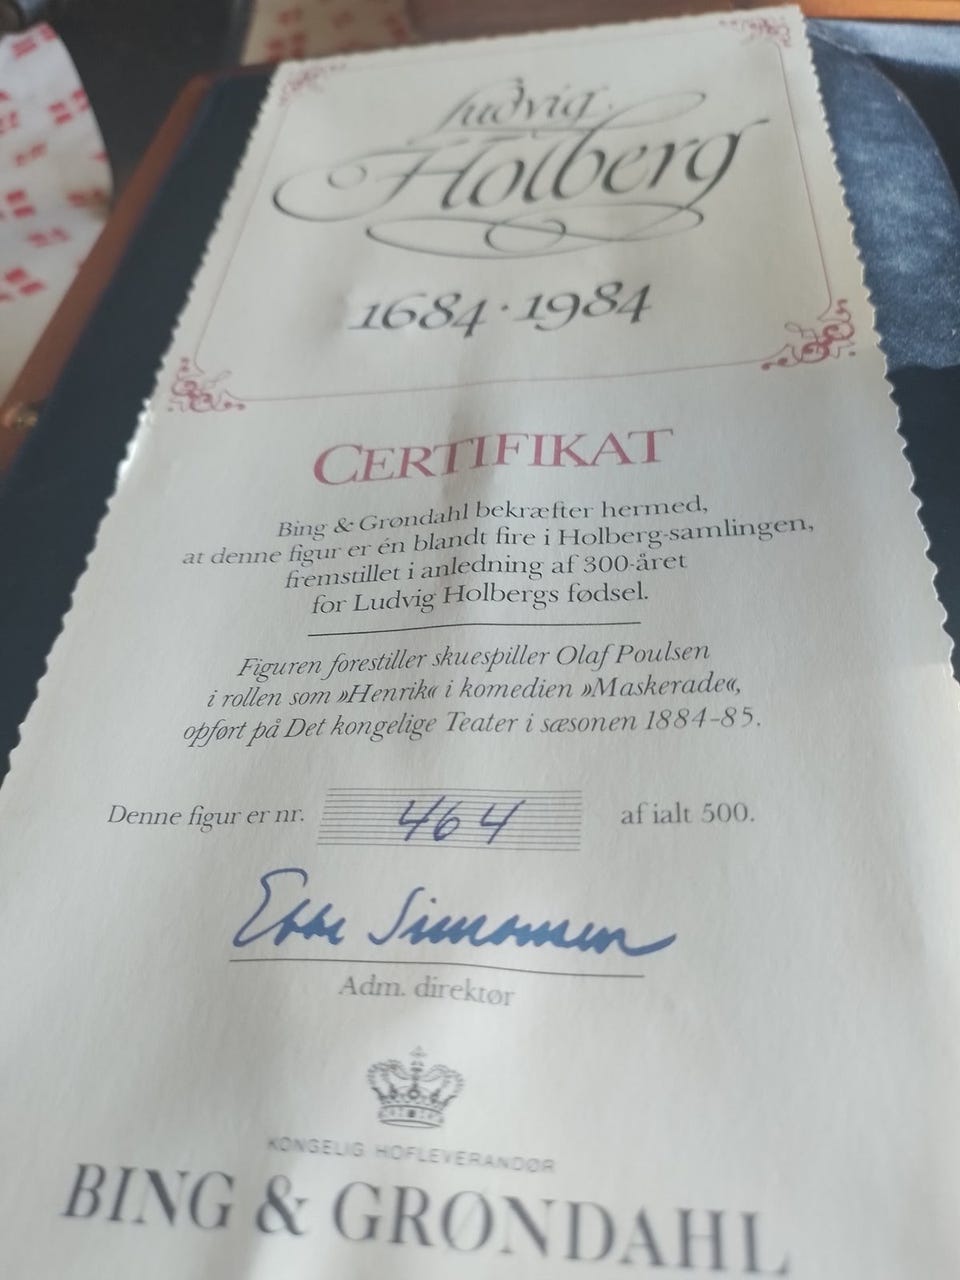 Ludvig
Holberg
1684 · 1984
CERTIFIKAT
Bing & Grøndahl bekræfter hermed,
at denne figur er én blandt fire i Holberg-samlingen,
fremstillet i anledning af 300-året
for Ludvig Holbergs fødsel.
Figuren forestiller skuespiller Olaf Poulsen
i rollen som »Henrik« i komedien »Maskerade«,
opført på Det kongelige Teater i sæsonen 1884-85.
Denne figur er nr. 464 af ialt 500.
Ebbe Simonsen
Adm. direktør
KONGELIG HOFLEVERANDØR
BING & GRØNDAHL